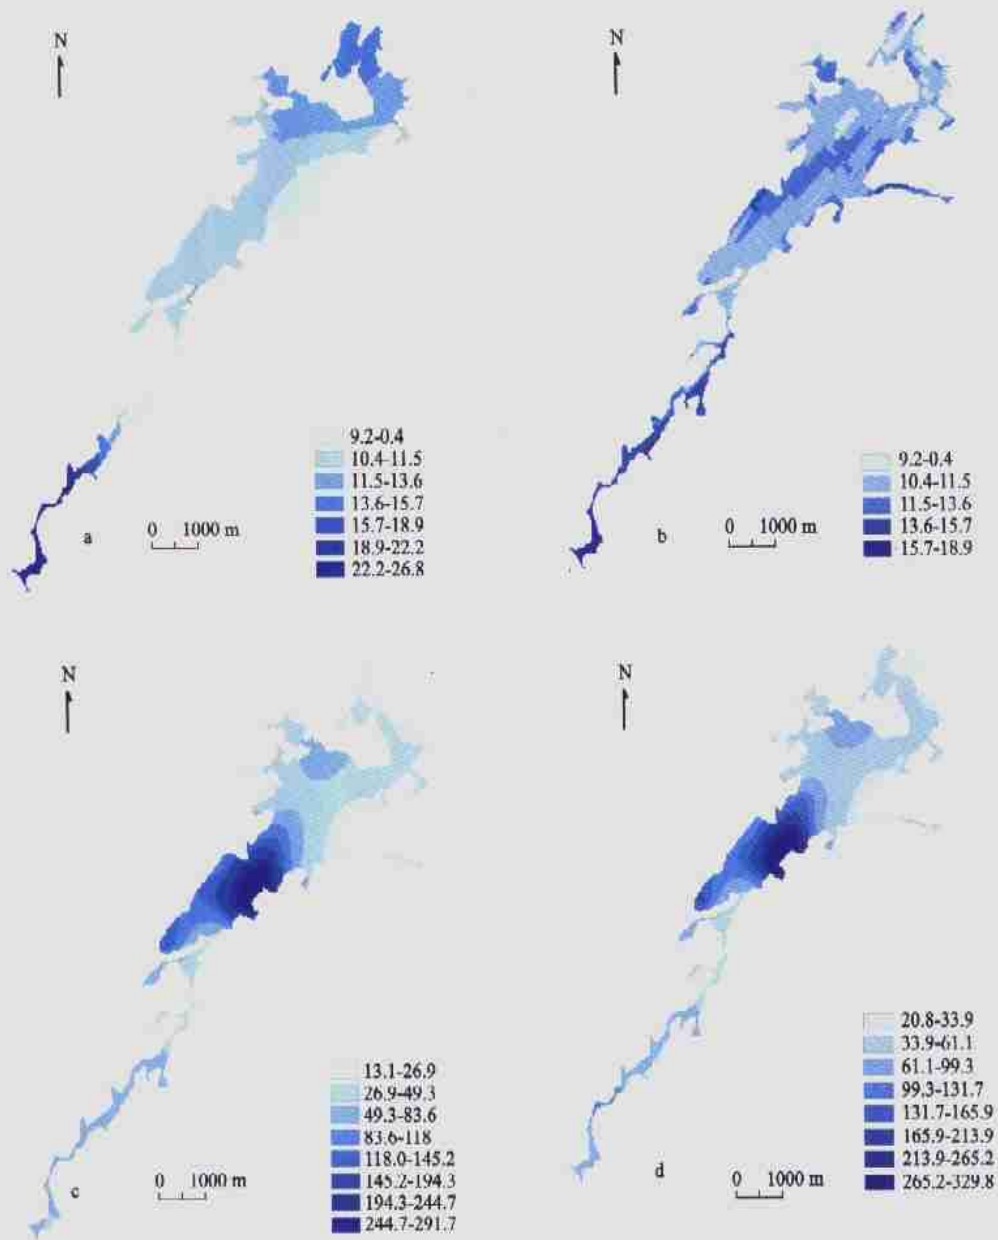 N
9.2-0.4
10.4-11.5
11.5-13.6
13.6-15.7
15.7-18.9
18.9-22.2
22.2-26.8
a
0 1000 m
N
9.2-0.4
10.4-11.5
11.5-13.6
13.6-15.7
15.7-18.9
b
0 1000 m
N
13.1-26.9
26.9-49.3
49.3-83.6
83.6-118
118.0-145.2
145.2-194.3
194.3-244.7
244.7-291.7
c
0 1000 m
N
20.8-33.9
33.9-61.1
61.1-99.3
99.3-131.7
131.7-165.9
165.9-213.9
213.9-265.2
265.2-329.8
d
0 1000 m